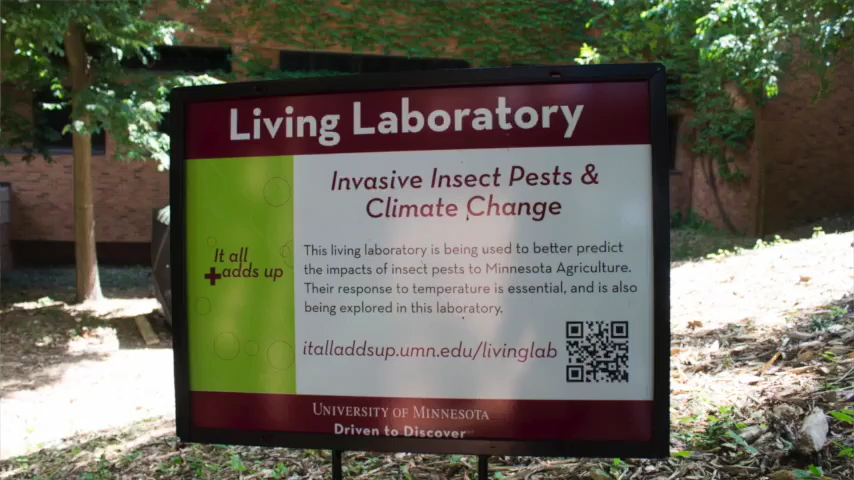 Living Laboratory
Invasive Insect Pests &
Climate Change
It all
+adds up
This living laboratory is being used to better predict
the impacts of insect pests to Minnesota Agriculture.
Their response to temperature is essential, and is also
being explored in this laboratory.
italladdsup.umn.edu/livinglab
University of Minnesota
Driven to Discover